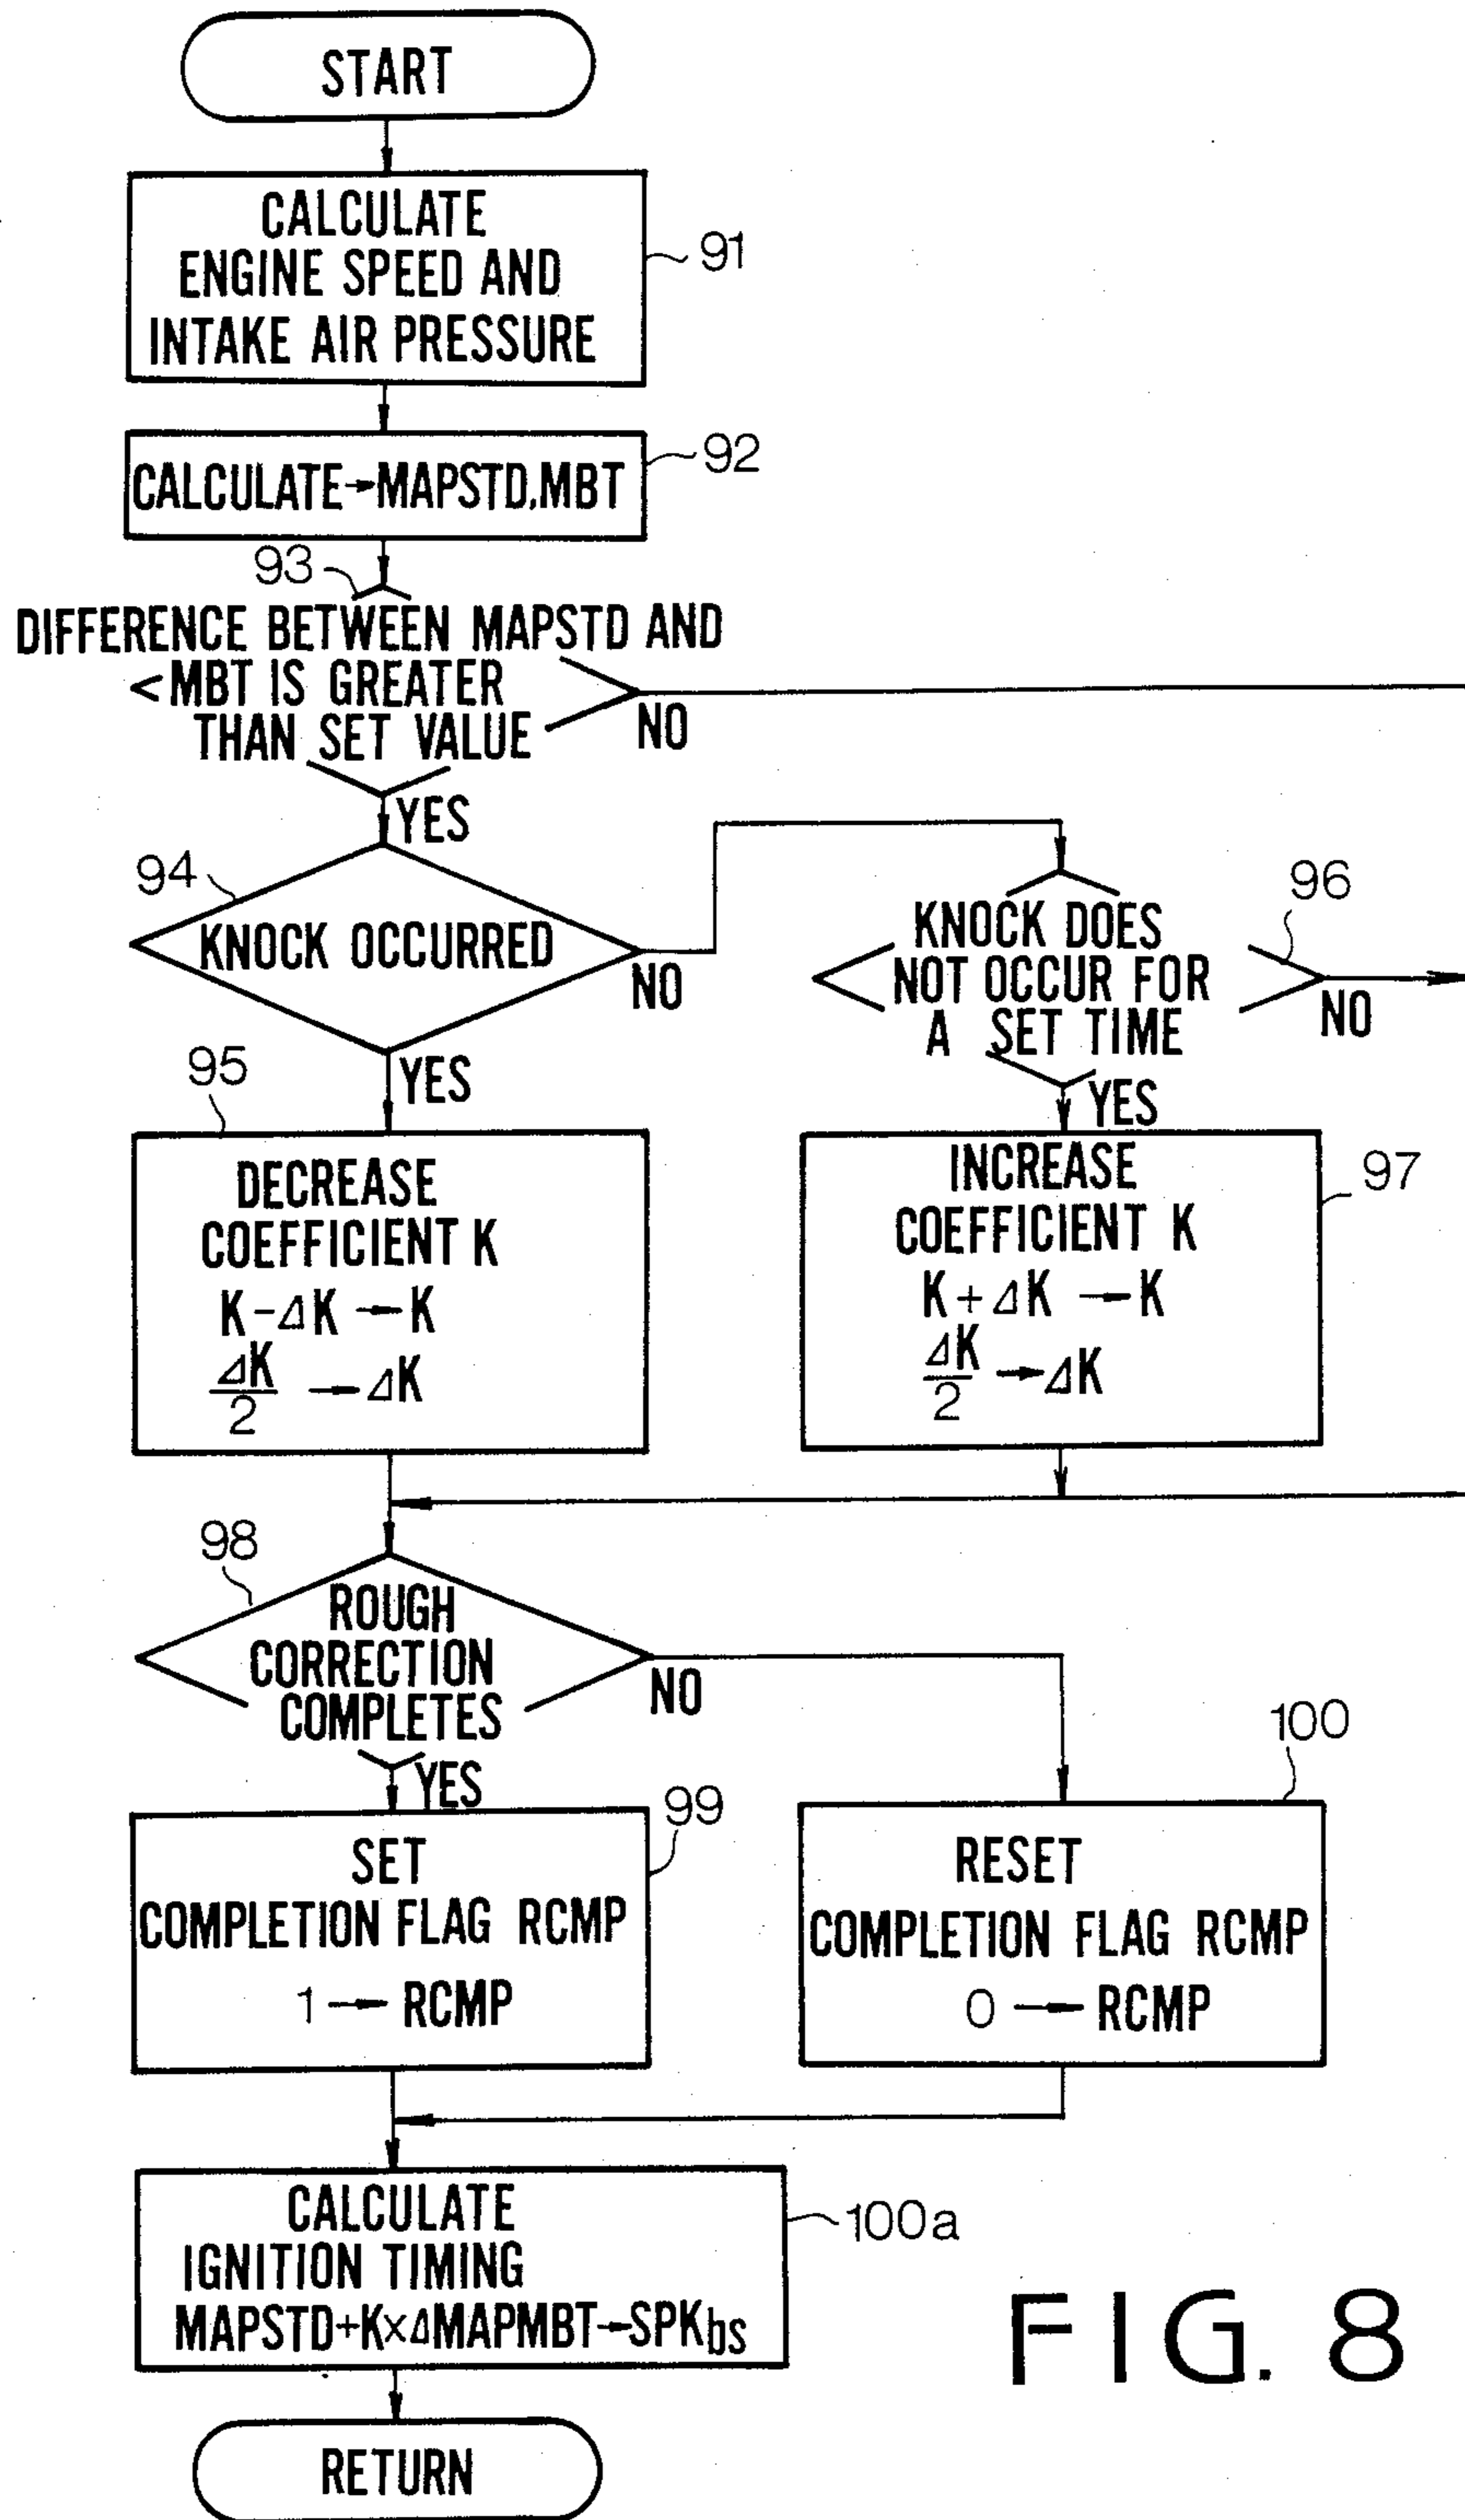 START
CALCULATE
ENGINE SPEED AND
INTAKE AIR PRESSURE
91
CALCULATE→MAPSTD,MBT
92
93
DIFFERENCE BETWEEN MAPSTD AND
MBT IS GREATER
THAN SET VALUE
NO
YES
94
KNOCK OCCURRED
NO
YES
96
KNOCK DOES
NOT OCCUR FOR
A SET TIME
NO
YES
95
DECREASE
COEFFICIENT K
K-ΔK→K
ΔK/2→ΔK
97
INCREASE
COEFFICIENT K
K+ΔK→K
ΔK/2→ΔK
98
ROUGH
CORRECTION
COMPLETES
NO
YES
99
SET
COMPLETION FLAG RCMP
1→RCMP
100
RESET
COMPLETION FLAG RCMP
0→RCMP
CALCULATE
IGNITION TIMING
MAPSTD+K×ΔMAPMBT→SPKbs
100a
RETURN
FIG. 8